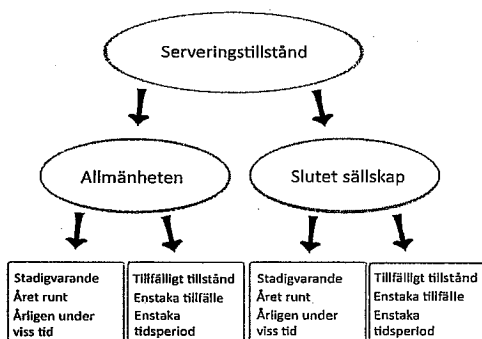 Serveringstillstånd
Allmänheten
Slutet sällskap
Stadigvarande
Året runt
Årligen under
viss tid
Tillfälligt tillstånd
Enstaka tillfälle
Enstaka
tidsperiod
Stadigvarande
Året runt
Årligen under
viss tid
Tillfälligt tillstånd
Enstaka tillfälle
Enstaka
tidsperiod